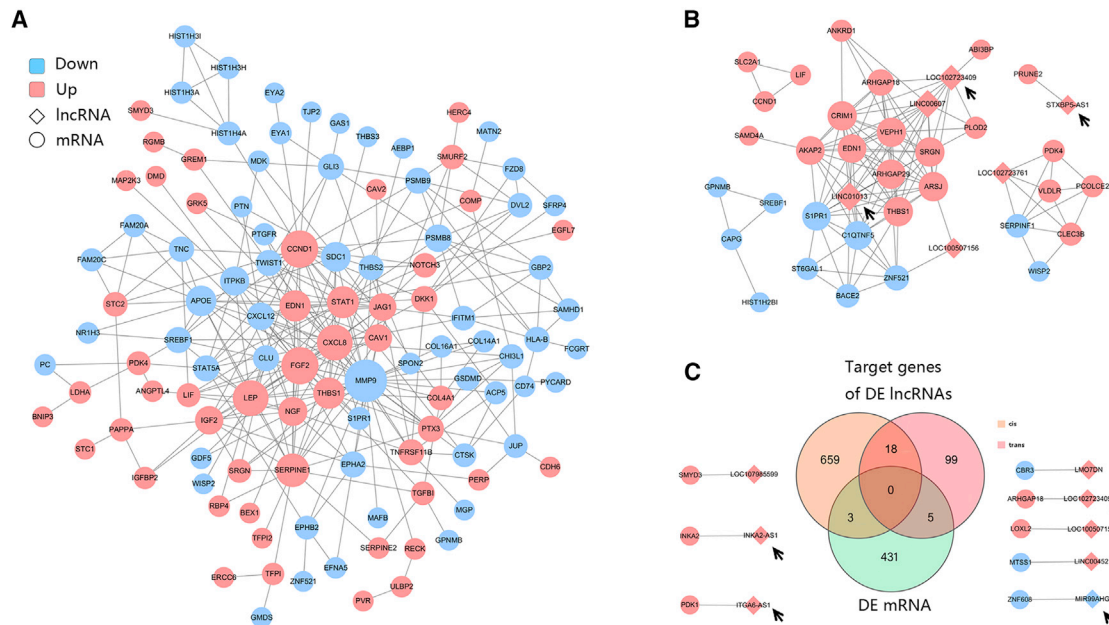 A
Down
Up
lncRNA
mRNA
HIST1H3I
HIST1H3H
HIST1H3A
HIST1H4A
SMYD3
RGMB
GREM1
MAP2K3
DMD
GRK5
MDK
PTN
PTGFR
EYA2
EYA1
TJP2
GAS1
GLI3
THBS3
AEBP1
CAV2
PSMB9
HERC4
SMURF2
MATN2
FZD8
COMP
DVL2
SFRP4
EGFL7
PSMB8
FAM20A
FAM20C
TNC
TWIST1
CCND1
SDC1
THBS2
NOTCH3
GBP2
ITPKB
STC2
APOE
CXCL12
EDN1
STAT1
JAG1
DKK1
IFITM1
SAMHD1
NR1H3
SREBF1
CXCL8
CAV1
COL16A1
COL14A1
HLA-B
FCGRT
PC
PDK4
STAT5A
CLU
FGF2
SPON2
CHI3L1
LDHA
ANGPTL4
LIF
LEP
THBS1
MMP9
GSDMD
ACP5
CD74
PYCARD
COL4A1
BNIP3
PAPPA
IGF2
NGF
S1PR1
PTX3
STC1
IGFBP2
GDF5
WISP2
SRGN
SERPINE1
EPHA2
TNFRSF11B
CTSK
JUP
CDH6
PERP
RBP4
BEX1
TFPI2
TGFBI
MGP
EPHB2
MAFB
GPNMB
SERPINE2
RECK
ERCC6
TFPI
ZNF521
EFNA5
ULBP2
PVR
GMDS
B
ANKRD1
ABI3BP
SLC2A1
LIF
CCND1
ARHGAP18
LOC102723409
PRUNE2
STXBP5-AS1
LINC00607
CRIM1
VEPH1
PLOD2
SAMD4A
AKAP2
EDN1
SRGN
PDK4
LOC102723761
ARHGAP29
ARSJ
VLDLR
PCOLCE2
GPNMB
SREBF1
LINC01013
S1PR1
THBS1
SERPINF1
CLEC3B
CAPG
C1QTNF5
LOC100507156
WISP2
ST6GAL1
ZNF521
HIST1H2BI
BACE2
C
Target genes
of DE lncRNAs
cis
trans
659
18
99
0
3
5
431
DE mRNA
SMYD3
LOC107985599
INKA2
INKA2-AS1
PDK1
ITGA6-AS1
CBR3
LMO7DN
ARHGAP18
LOC10272340
LOXL2
LOC10050715
MTSS1
LINC00452
ZNF608
MIR99AHG